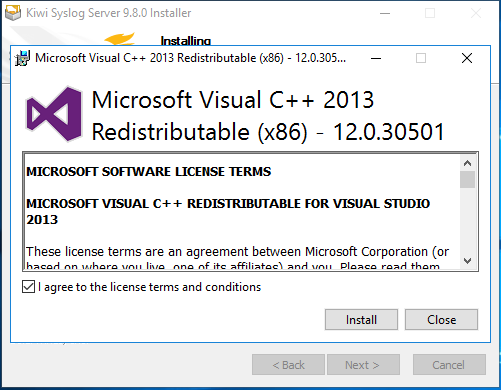 Kiwi Syslog Server 9.8.0 Installer
Installing
Microsoft Visual C++ 2013 Redistributable (x86) - 12.0.305...
Microsoft Visual C++ 2013
Redistributable (x86) - 12.0.30501
MICROSOFT SOFTWARE LICENSE TERMS
MICROSOFT VISUAL C++ REDISTRIBUTABLE FOR VISUAL STUDIO
2013
These license terms are an agreement between Microsoft Corporation (or
based on where you live, one of its affiliates) and you. Please read them
I agree to the license terms and conditions
Install
Close
< Back
Next >
Cancel